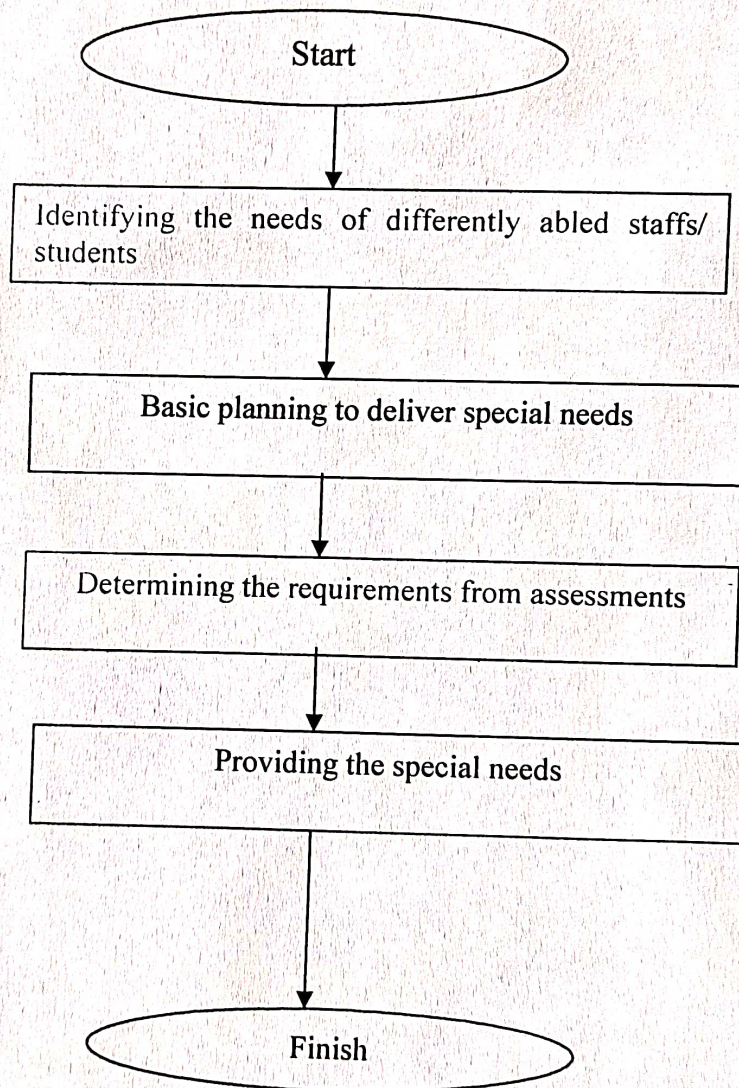 Start
Identifying the needs of differently abled staffs/
students
Basic planning to deliver special needs
Determining the requirements from assessments
Providing the special needs
Finish